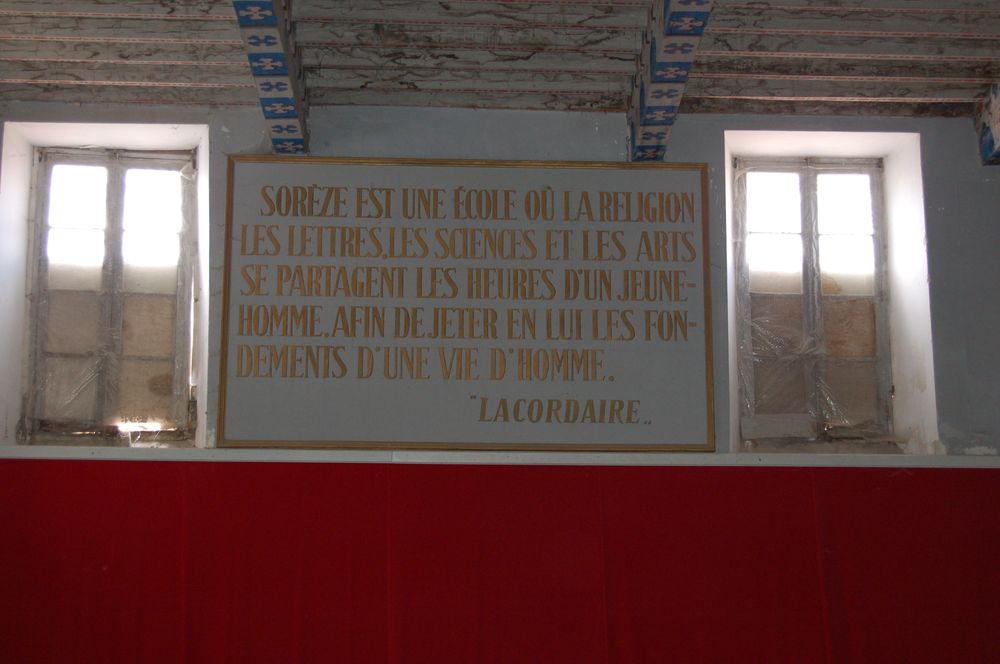 SORÈZE EST UNE ÉCOLE OÙ LA RELIGION
LES LETTRES, LES SCIENCES ET LES ARTS
SE PARTAGENT LES HEURES D'UN JEUNE-
HOMME, AFIN DE JETER EN LUI LES FON-
DEMENTS D'UNE VIE D'HOMME.
"LACORDAIRE„